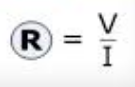 R = V/I